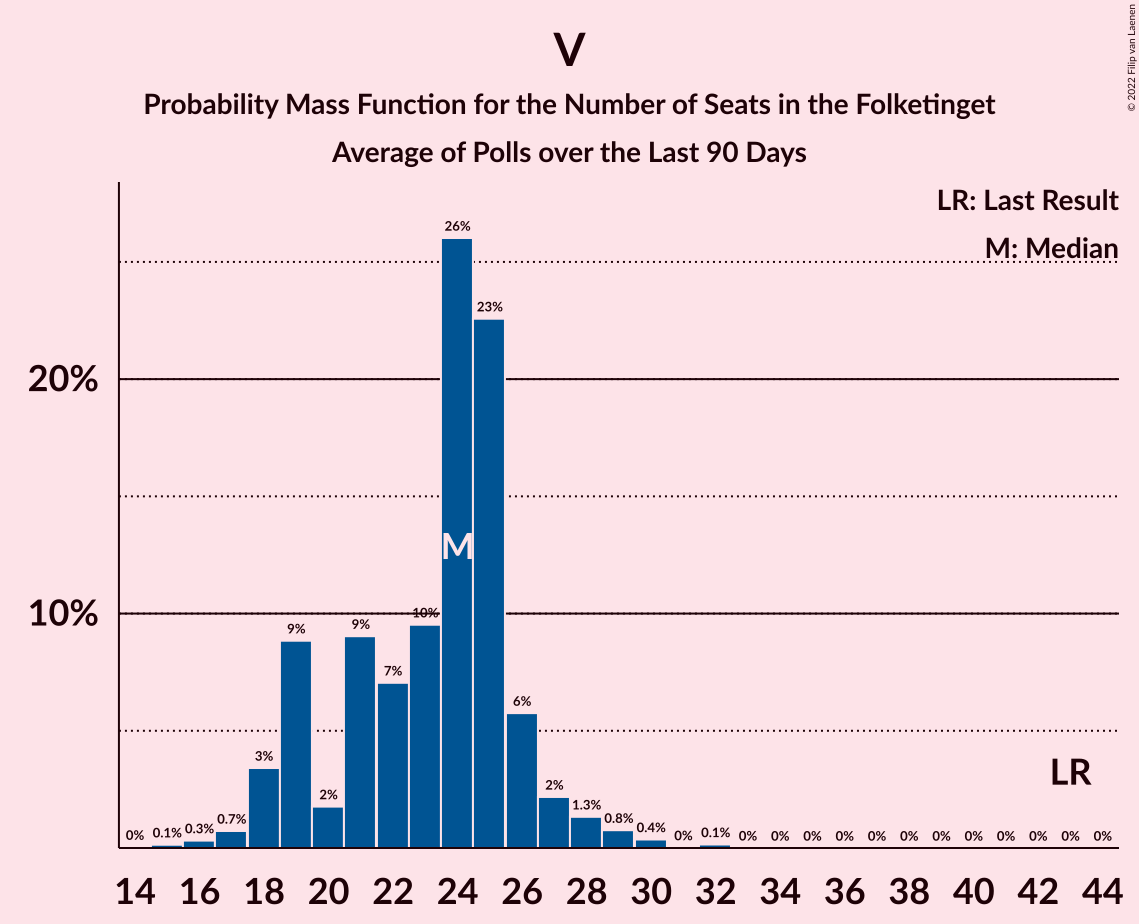 © 2022 Filip van Laenen
V
Probability Mass Function for the Number of Seats in the Folketinget
Average of Polls over the Last 90 Days
LR: Last Result
M: Median
20%
10%
0% 0.1% 0.3% 0.7% 3% 9% 2% 9% 7% 10% 26% 23% 6% 2% 1.3% 0.8% 0.4% 0% 0.1% 0% 0% 0% 0% 0% 0% 0% 0% 0% 0% 0% 0%
M
LR
14 16 18 20 22 24 26 28 30 32 34 36 38 40 42 44